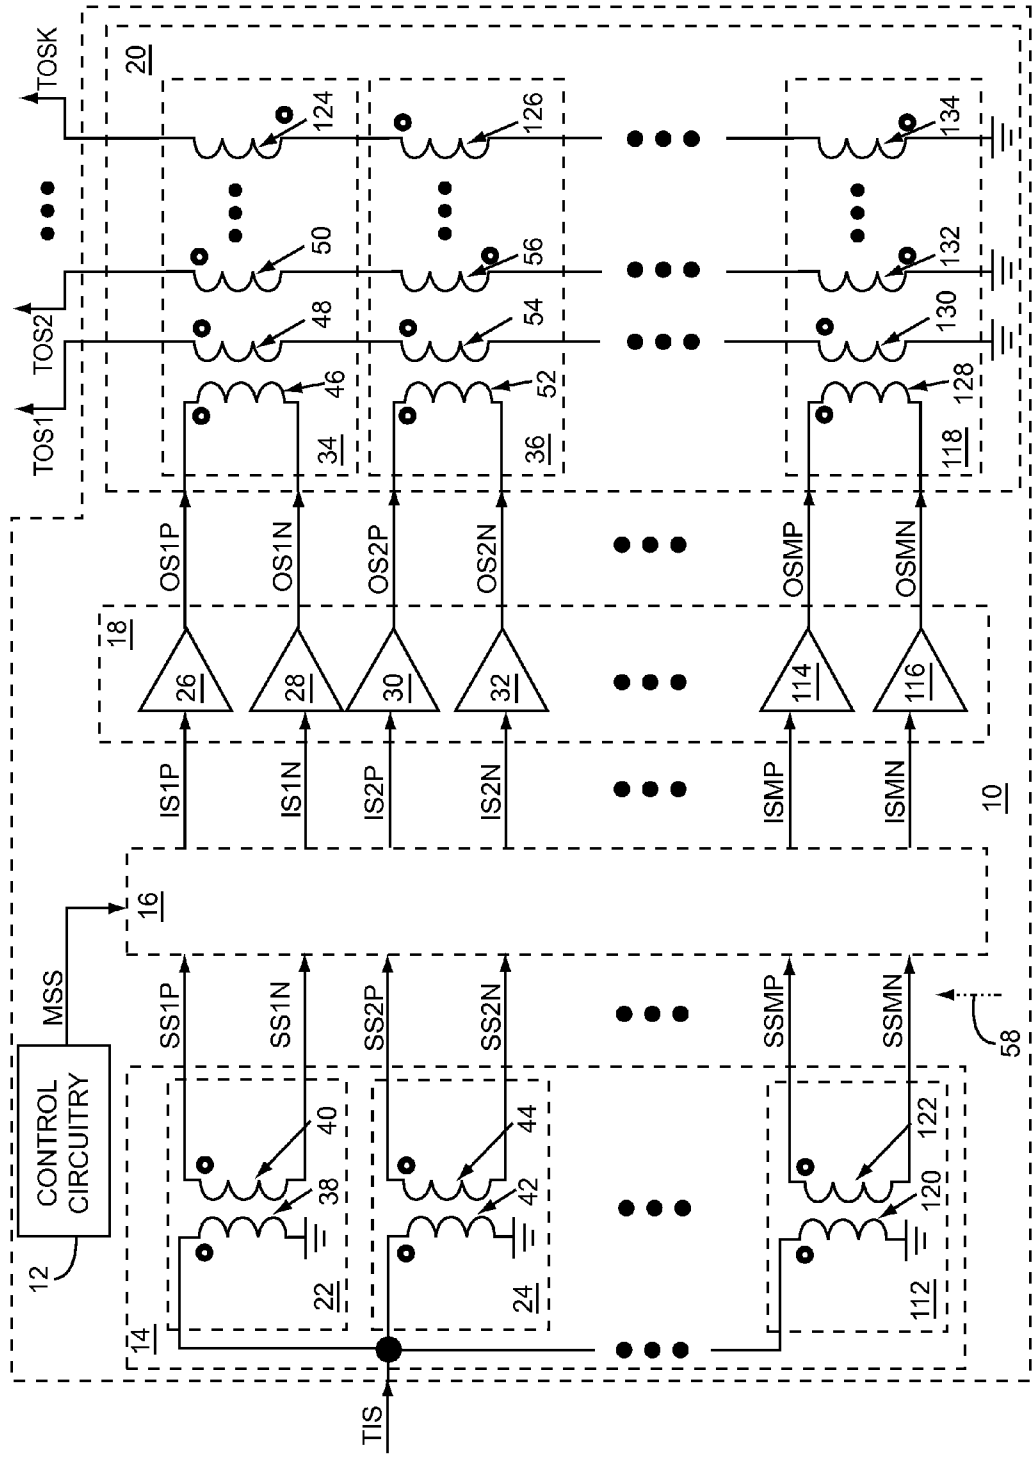 TOS1
TOS2
TOSK
20
124
126
134
50
56
132
48
54
130
46
52
128
34
36
118
OS1P
OS1N
OS2P
OS2N
OSMP
OSMN
18
26
28
30
32
114
116
IS1P
IS1N
IS2P
IS2N
ISMP
ISMN
10
16
MSS
SS1P
SS1N
SS2P
SS2N
SSMP
SSMN
58
CONTROL
CIRCUITRY
12
40
44
122
38
42
120
22
24
112
14
TIS